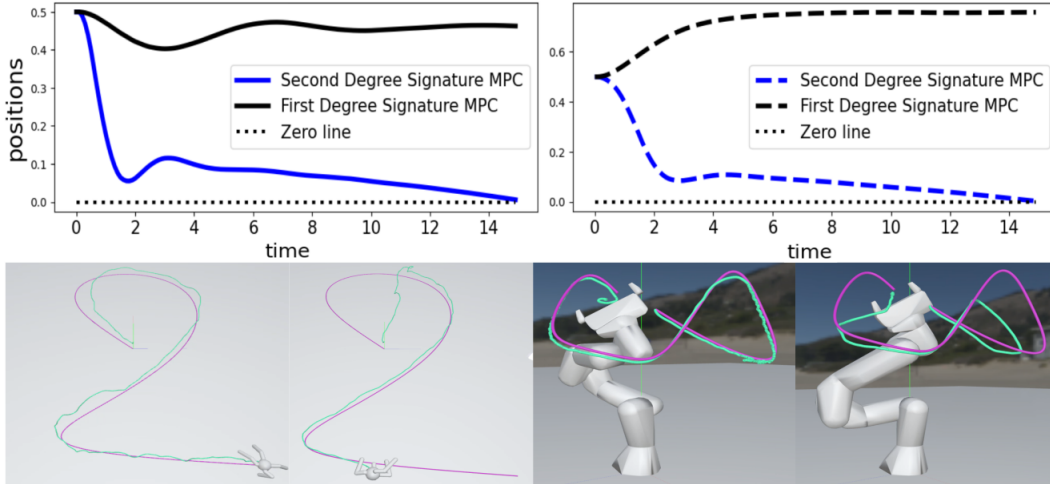 positions
0.5
0.4
0.3
0.2
0.1
0.0
Second Degree Signature MPC
First Degree Signature MPC
Zero line
0 2 4 6 8 10 12 14
time
0.6
0.4
0.2
0.0
Second Degree Signature MPC
First Degree Signature MPC
Zero line
0 2 4 6 8 10 12 14
time